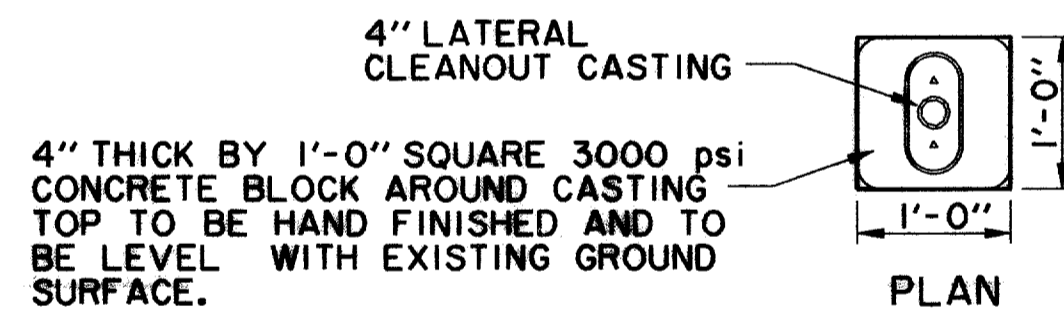 4" LATERAL
CLEANOUT CASTING
4" THICK BY 1'-0" SQUARE 3000 psi
CONCRETE BLOCK AROUND CASTING
TOP TO BE HAND FINISHED AND TO
BE LEVEL WITH EXISTING GROUND
SURFACE.
1'-0"
1'-0"
PLAN